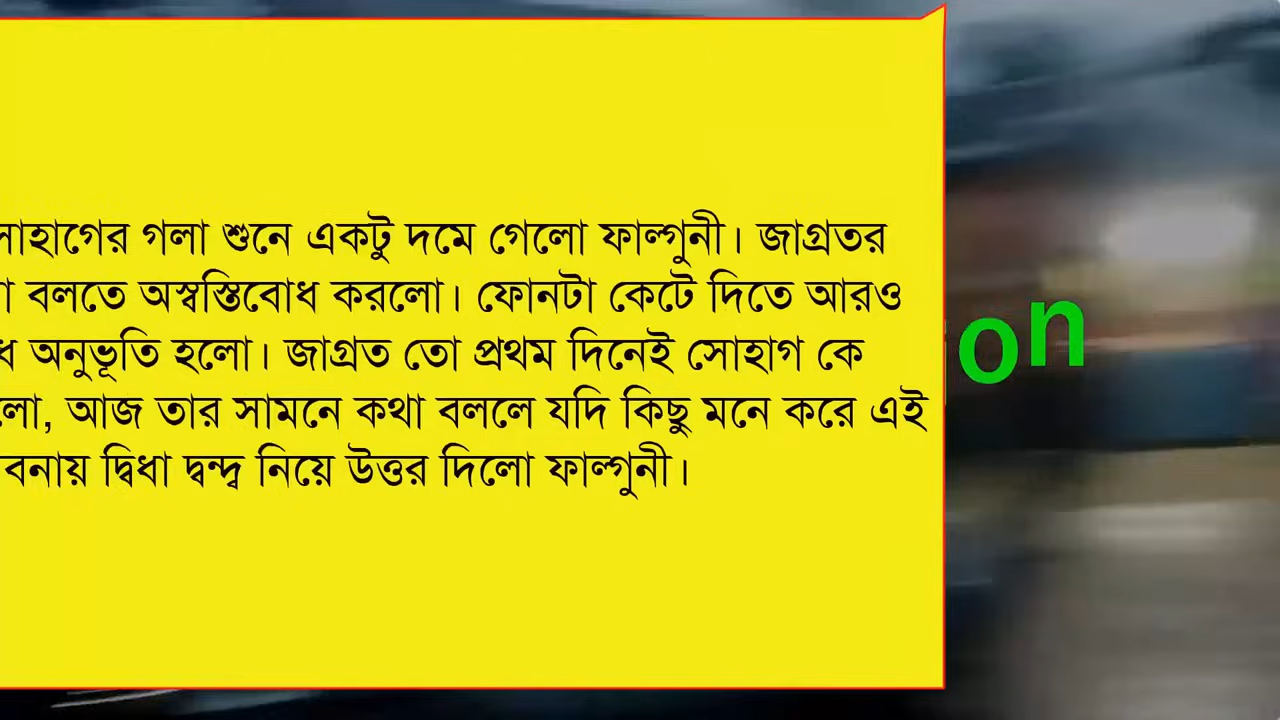 সোহাগের গলা শুনে একটু দমে গেলো ফাল্গুনী। জাগ্রতর
বলতে অস্বস্তিবোধ করলো। ফোনটা কেটে দিতে আরও
অনুভূতি হলো। জাগ্রত তো প্রথম দিনেই সোহাগ কে
আজ তার সামনে কথা বললে যদি কিছু মনে করে এই
দ্বিধা দ্বন্দ্ব নিয়ে উত্তর দিলো ফাল্গুনী।
on